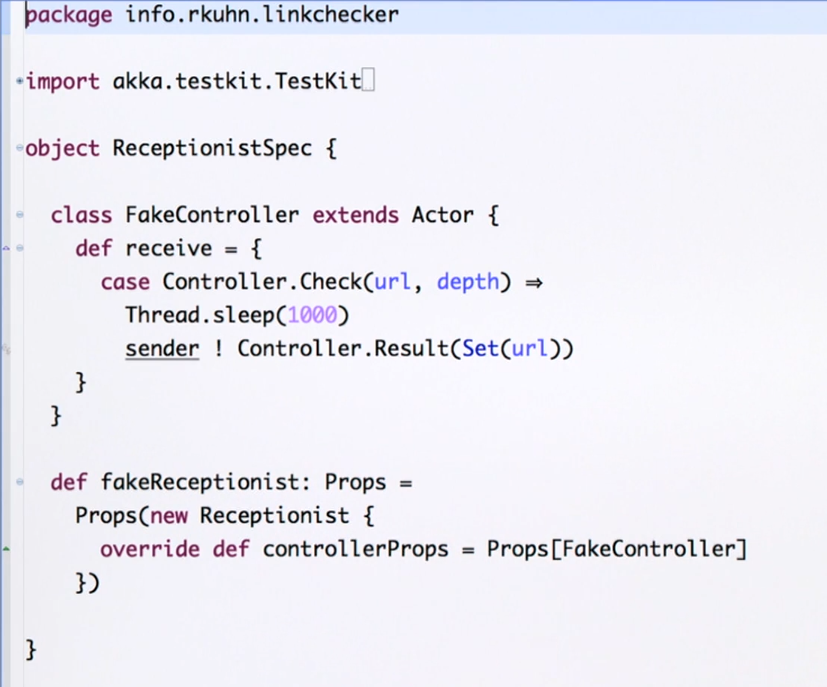 package info.rkuhn.linkchecker
import akka.testkit.TestKit
object ReceptionistSpec {
class FakeController extends Actor {
def receive = {
case Controller.Check(url, depth) ⇒
Thread.sleep(1000)
sender ! Controller.Result(Set(url))
}
}
def fakeReceptionist: Props =
Props(new Receptionist {
override def controllerProps = Props[FakeController]
})
}